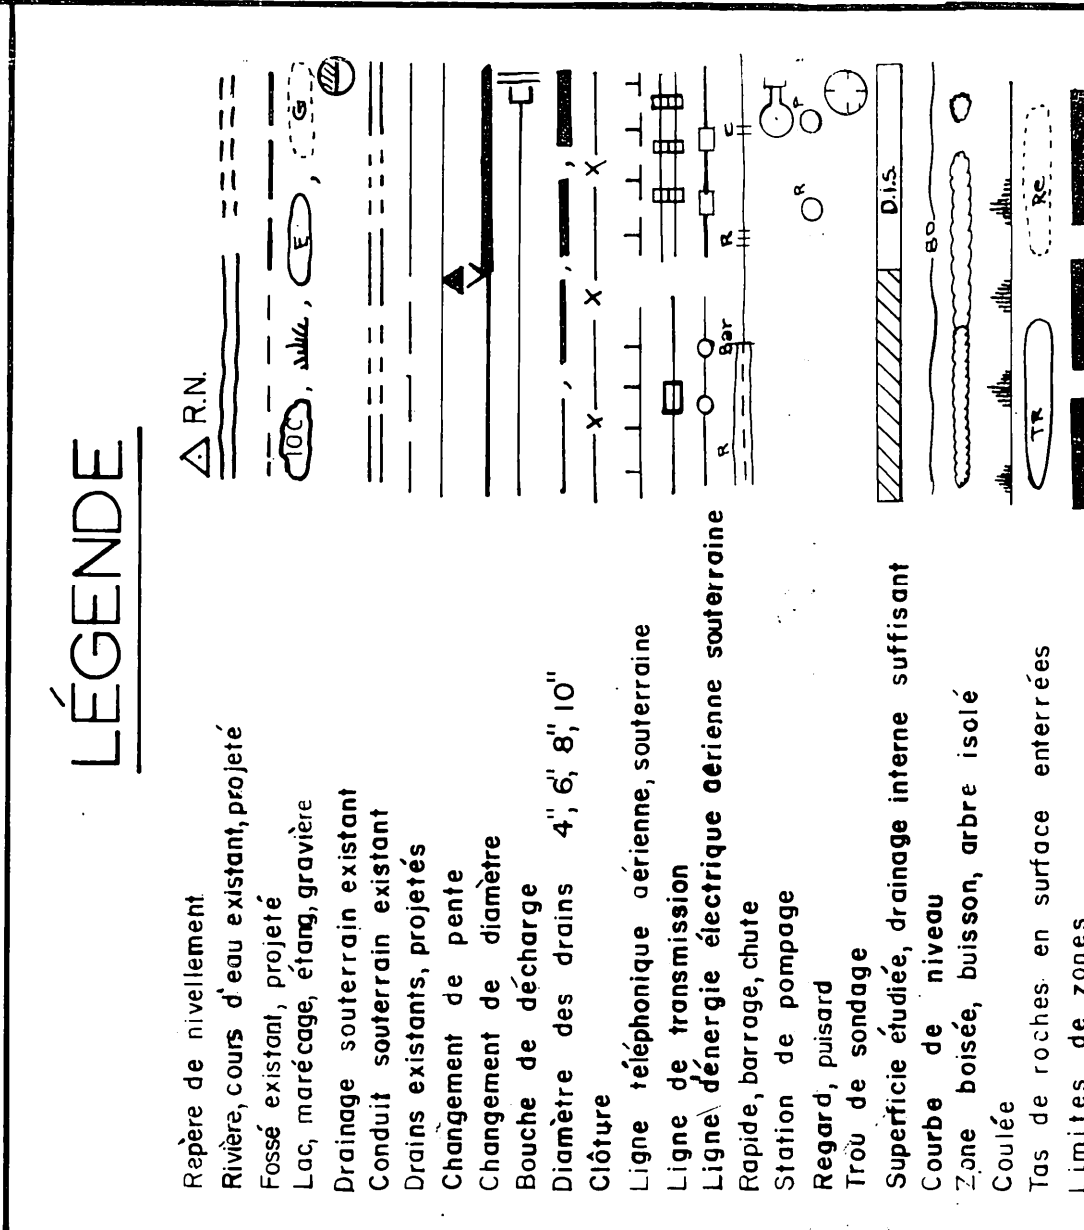 LÉGENDE
Repère de nivellement △ R.N.
Rivière, cours d'eau existant, projeté
Fossé existant, projeté
Lac, marécage, étang, gravière IOC, , E , G
Drainage souterrain existant
Conduit souterrain existant
Drains existants, projetés
Changement de pente
Changement de diamètre
Bouche de décharge
Diamètre des drains 4", 6", 8", 10" , , ,
Clôture X X X
Ligne téléphonique aérienne, souterraine
Ligne de transmission
Ligne d'énergie électrique aérienne souterraine
Rapide, barrage, chute R Bar R C
Station de pompage
Regard, puisard R P
Trou de sondage
Superficie étudiée, drainage interne suffisant D.I.S.
Courbe de niveau 80
Zone boisée, buisson, arbre isolé
Coulée
Tas de roches en surface enterrées TR Re
Limites de zones